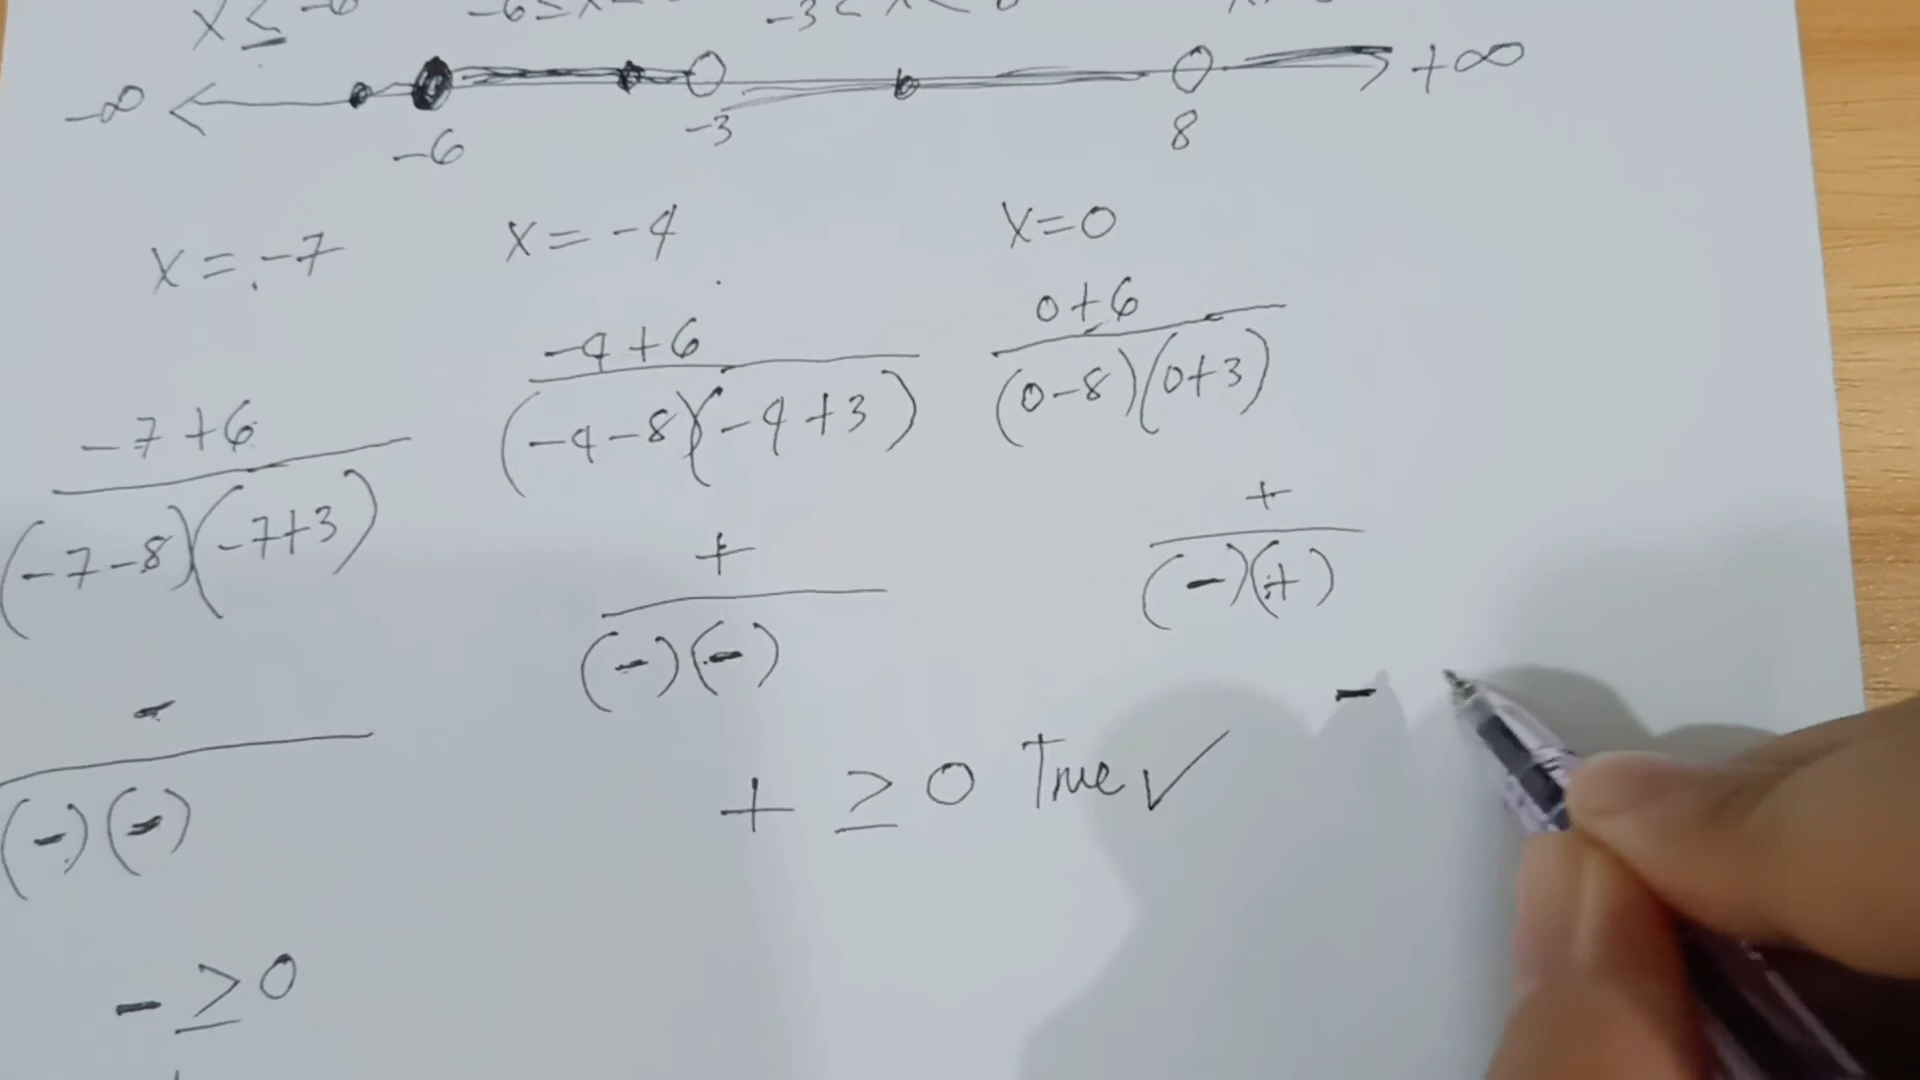 x ≤ -6
-∞ +∞
-6 -3 8
x = -7
x = -4
x=0
-7+6
(-7-8)(-7+3)
-
(-)(-)
- ≥ 0
-4+6
(-4-8)(-4+3)
+
(-)(-)
+ ≥ 0 True ✓
0+6
(0-8)(0+3)
+
(-)(+)
-